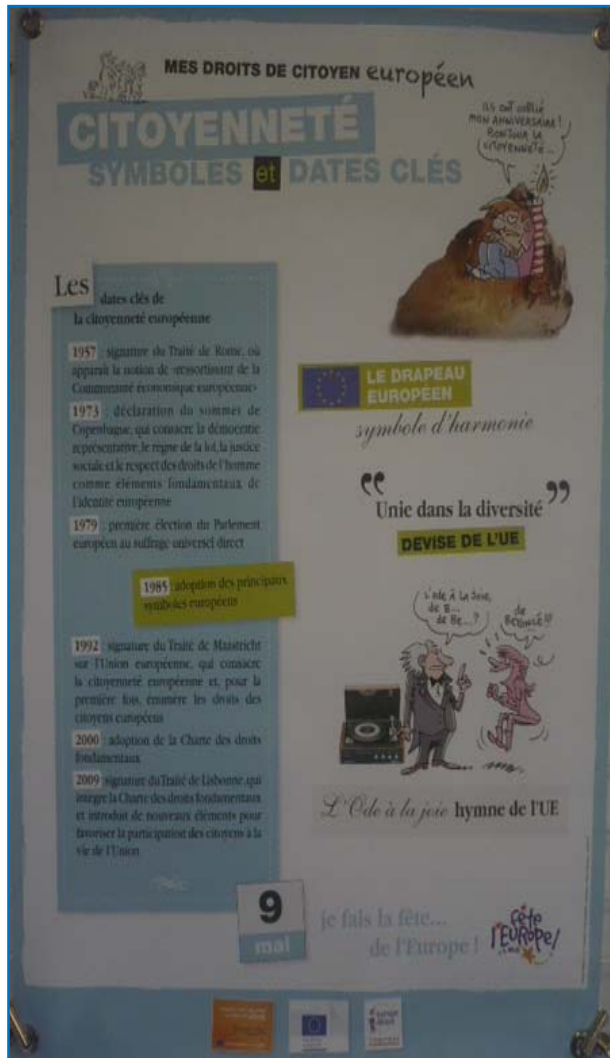 MES DROITS DE CITOYEN européen
CITOYENNETÉ
SYMBOLES et DATES CLÉS
ILS ONT OUBLIÉ
MON ANNIVERSAIRE !
BONJOUR LA
CITOYENNETÉ...
Les dates clés de
la citoyenneté européenne
1957 : signature du Traité de Rome, où
apparaît la notion de «ressortissant de la
Communauté économique européenne»
1973 : déclaration du sommet de
Copenhague, qui consacre la démocratie
représentative, le règne de la loi, la justice
sociale et le respect des droits de l'homme
comme éléments fondamentaux de
l'identité européenne
1979 : première élection du Parlement
européen au suffrage universel direct
1985 : adoption des principaux
symboles européens
1992 : signature du Traité de Maastricht
sur l'Union européenne, qui consacre
la citoyenneté européenne et, pour la
première fois, énumère les droits des
citoyens européens
2000 : adoption de la Charte des droits
fondamentaux
2009 : signature du Traité de Lisbonne, qui
intègre la Charte des droits fondamentaux
et introduit de nouveaux éléments pour
favoriser la participation des citoyens à la
vie de l'Union
LE DRAPEAU
EUROPÉEN
symbole d'harmonie
“ Unie dans la diversité ”
DEVISE DE L'UE
L'ode à la joie,
de B...
de Be...?
de
BEYONCÉ !!!
L'Ode à la joie hymne de l'UE
9
mai
je fais la fête...
de l'Europe !
fête
l'EUROPE!